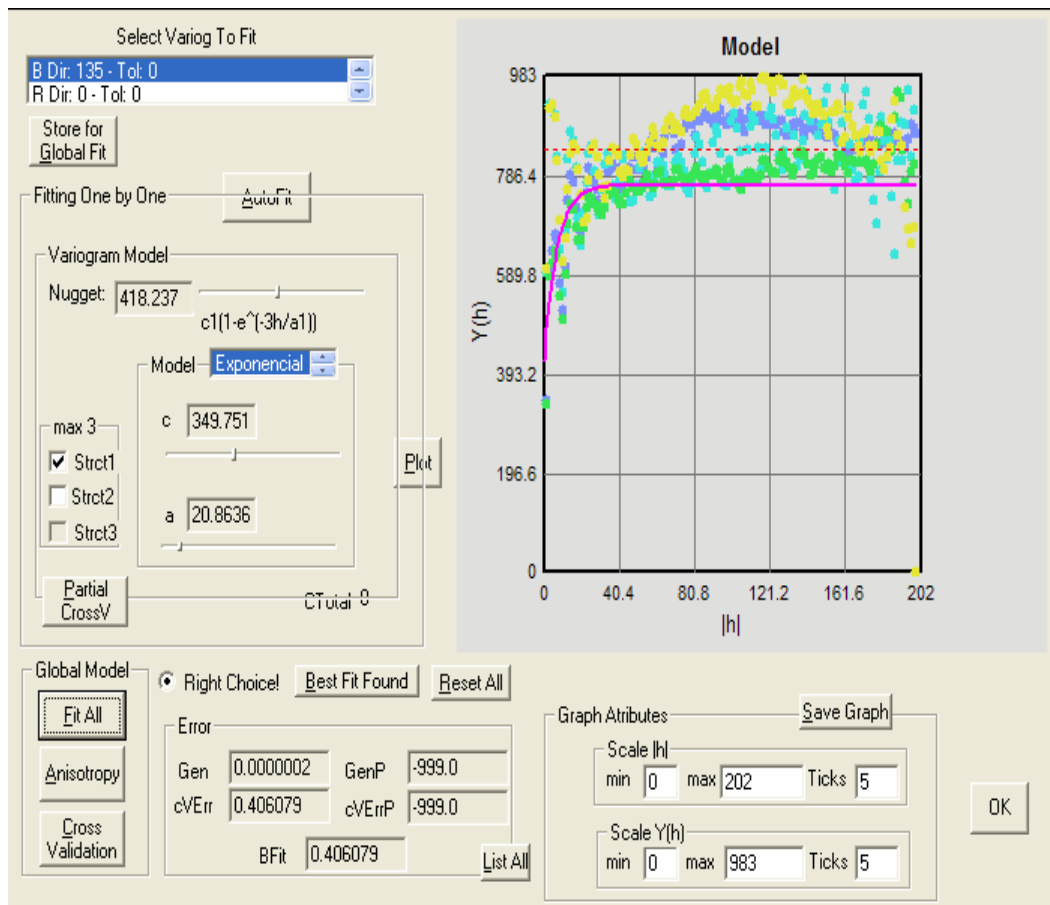 Select Variog To Fit
B Dir: 135 - Tol: 0
R Dir: 0 - Tol: 0
Store for
Global Fit
Fitting One by One
AutoFit
Variogram Model
Nugget: 418.237
c1(1-e^(-3h/a1))
Model Exponencial
c 349.751
max 3
Strct1
Strct2
Strct3
a 20.8636
Plot
Partial
CrossV
CTotal 0
Model
983
786.4
589.8
393.2
196.6
0
Y(h)
0 40.4 80.8 121.2 161.6 202
|h|
Global Model
Fit All
Anisotropy
Cross
Validation
Right Choice! Best Fit Found Reset All
Error
Gen 0.0000002 GenP -999.0
cVErr 0.406079 cVErrP -999.0
BFit 0.406079
List All
Graph Atributes Save Graph
Scale |h|
min 0 max 202 Ticks 5
Scale Y(h)
min 0 max 983 Ticks 5
OK